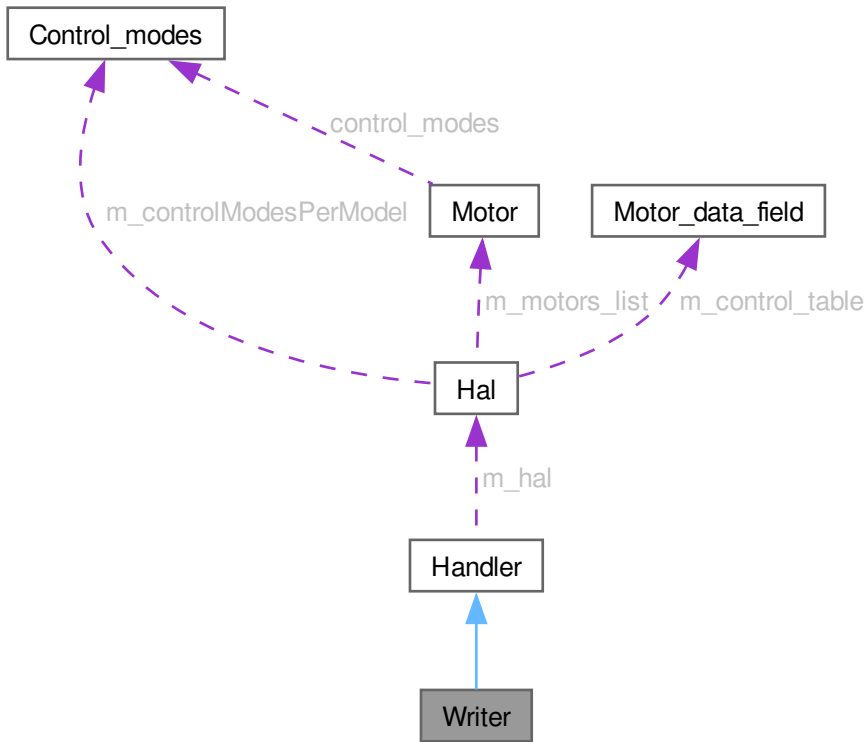 Control_modes
control_modes
m_controlModesPerModel
Motor
Motor_data_field
m_motors_list
m_control_table
Hal
m_hal
Handler
Writer